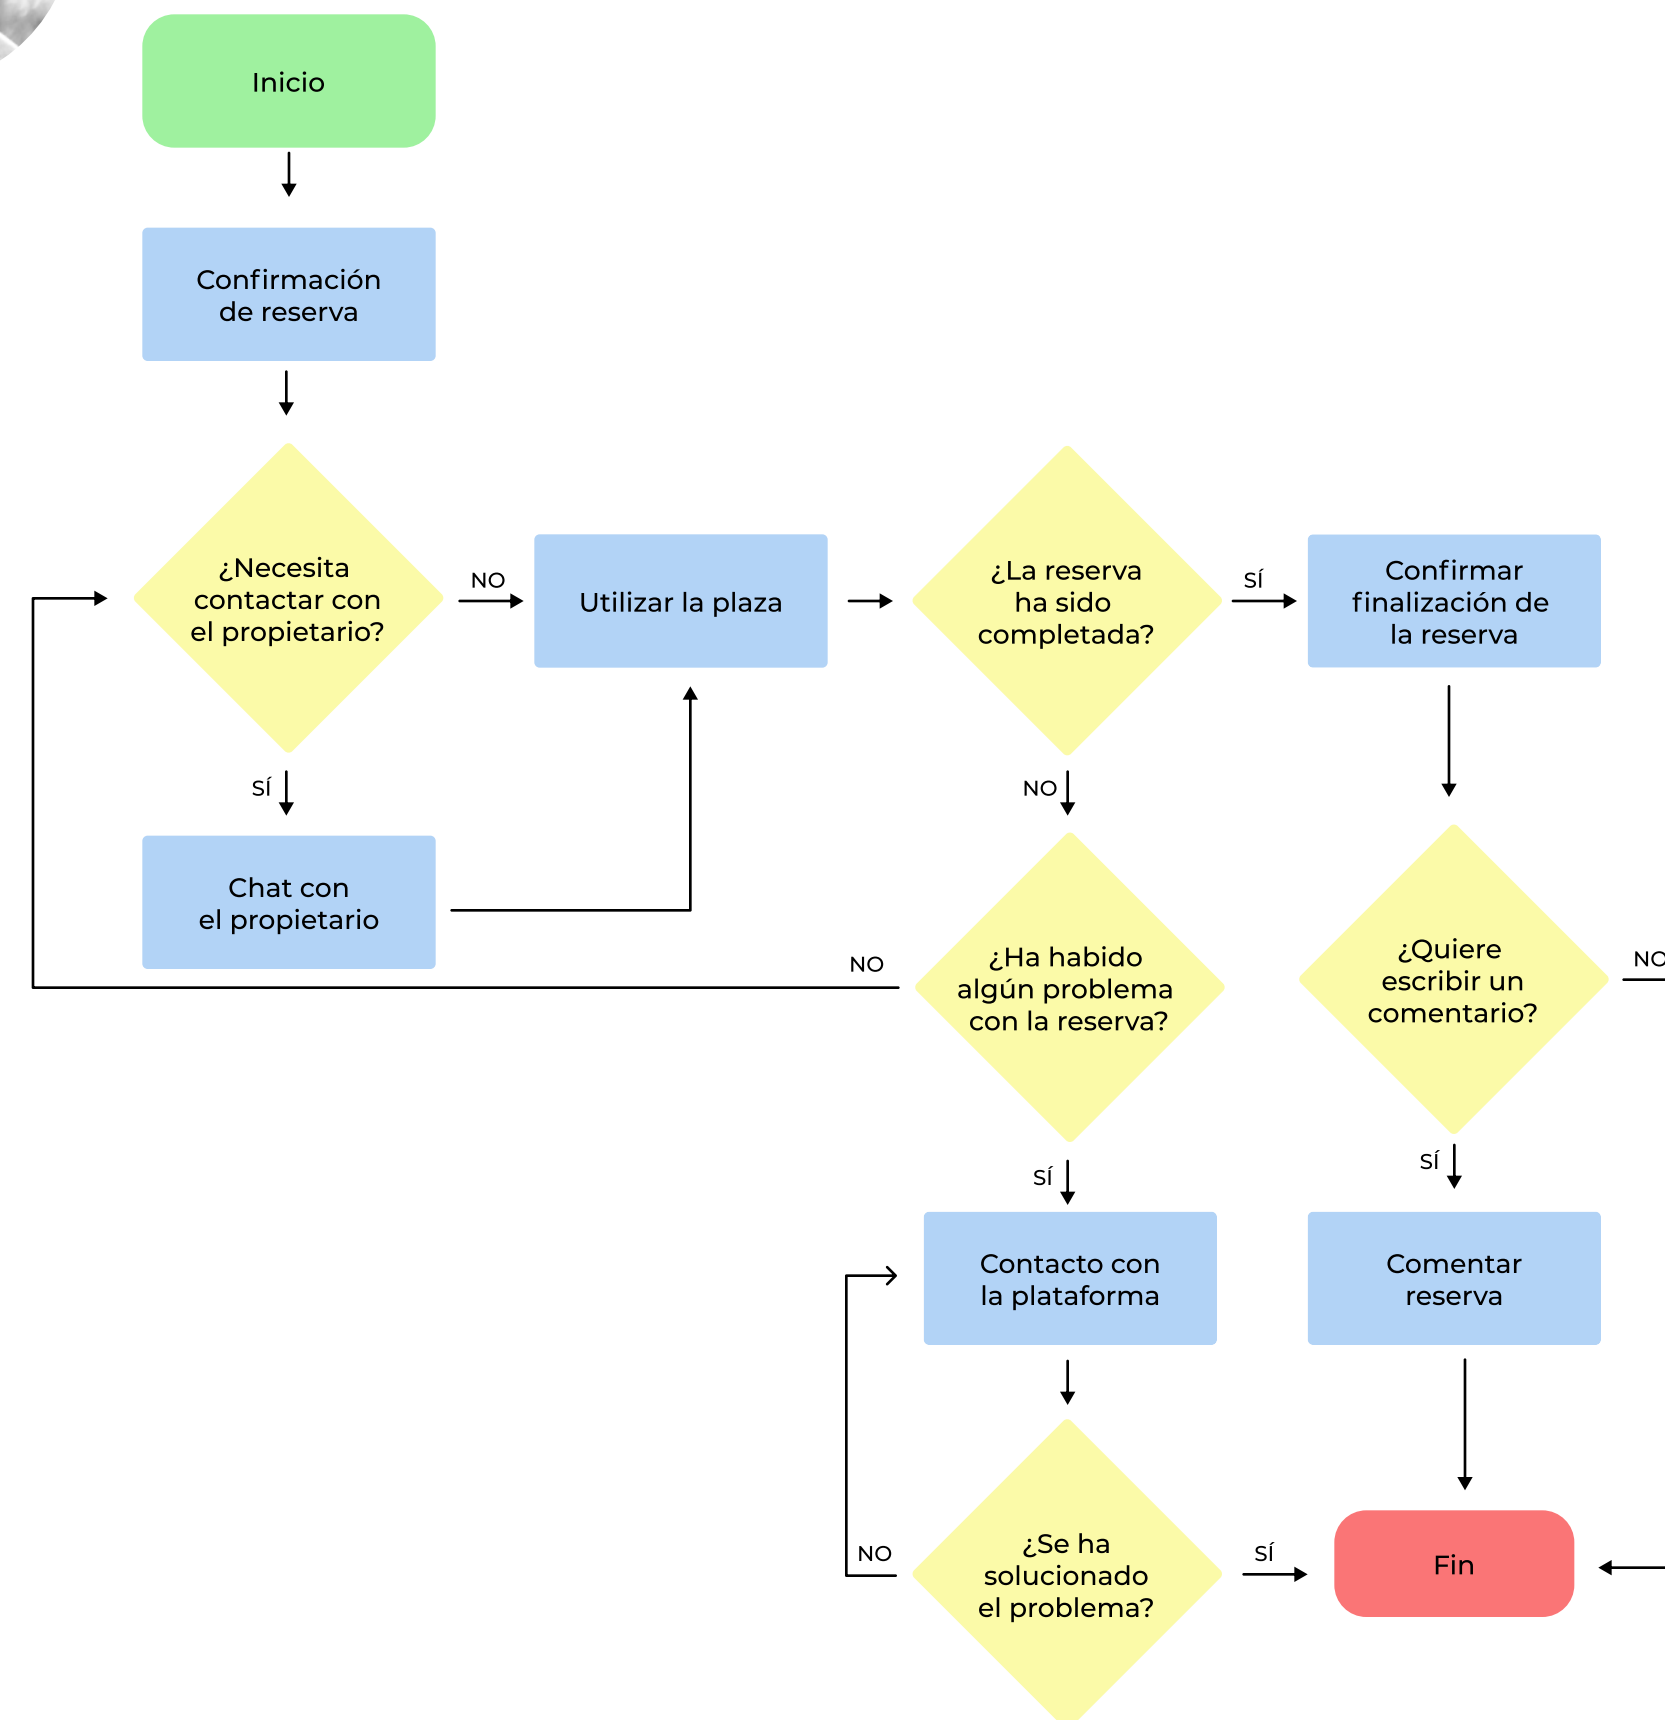 Inicio
Confirmación
de reserva
¿Necesita
contactar con
el propietario?
NO
Utilizar la plaza
¿La reserva
ha sido
completada?
SÍ
Confirmar
finalización de
la reserva
SÍ
NO
Chat con
el propietario
NO
¿Ha habido
algún problema
con la reserva?
¿Quiere
escribir un
comentario?
NO
SÍ
SÍ
Contacto con
la plataforma
Comentar
reserva
NO
¿Se ha
solucionado
el problema?
SÍ
Fin